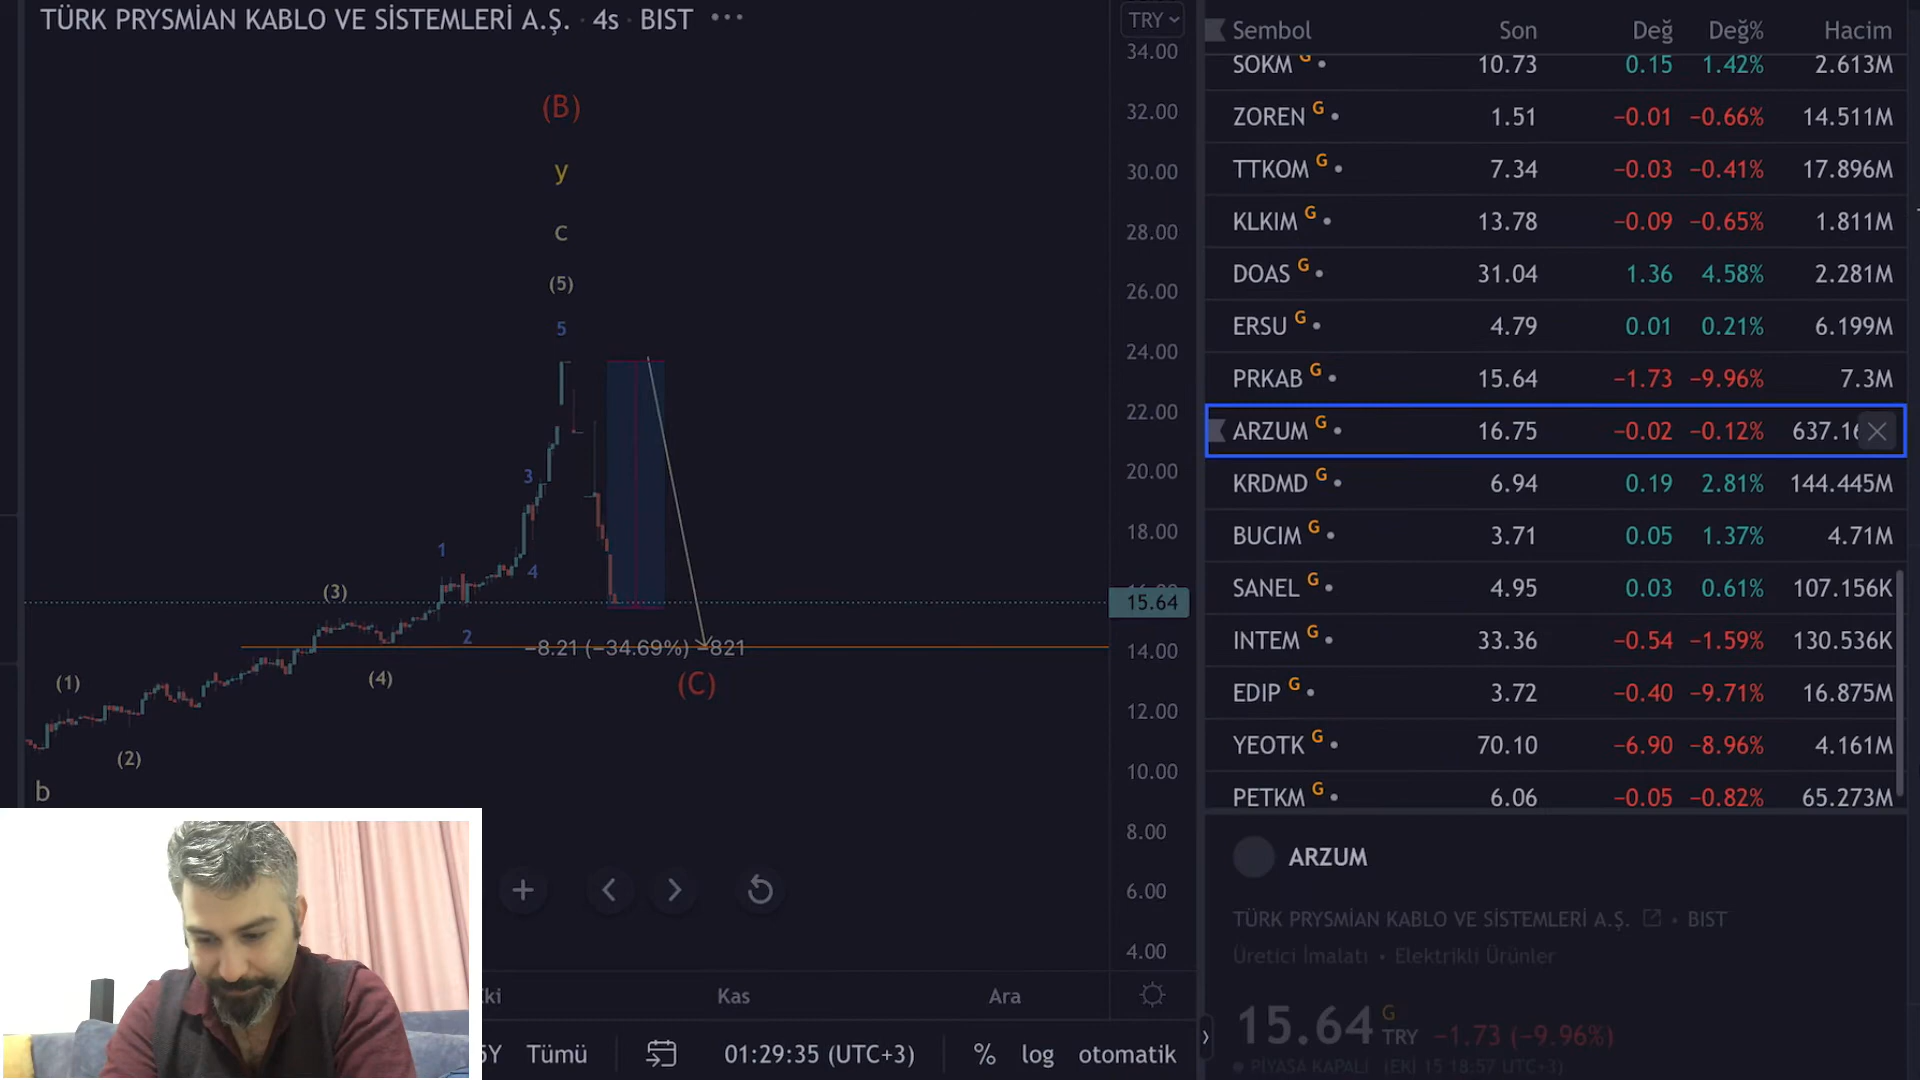 TÜRK PRYSMİAN KABLO VE SİSTEMLERİ A.Ş. · 4s · BIST ···
TRY
34.00
32.00
30.00
28.00
26.00
24.00
22.00
20.00
18.00
15.64
14.00
12.00
10.00
8.00
6.00
4.00
(B)
y
c
(5)
5
3
1
4
(3)
2
−8.21 (−34.69%) −821
(4)
(C)
(1)
(2)
b
Kas
Ara
Tümü
01:29:35 (UTC+3)
%
log
otomatik
Sembol Son Değ Değ% Hacim
SOKM G • 10.73 0.15 1.42% 2.613M
ZOREN G • 1.51 −0.01 −0.66% 14.511M
TTKOM G • 7.34 −0.03 −0.41% 17.896M
KLKIM G • 13.78 −0.09 −0.65% 1.811M
DOAS G • 31.04 1.36 4.58% 2.281M
ERSU G • 4.79 0.01 0.21% 6.199M
PRKAB G • 15.64 −1.73 −9.96% 7.3M
ARZUM G • 16.75 −0.02 −0.12% 637.16
KRDMD G • 6.94 0.19 2.81% 144.445M
BUCIM G • 3.71 0.05 1.37% 4.71M
SANEL G • 4.95 0.03 0.61% 107.156K
INTEM G • 33.36 −0.54 −1.59% 130.536K
EDIP G • 3.72 −0.40 −9.71% 16.875M
YEOTK G • 70.10 −6.90 −8.96% 4.161M
PETKM G • 6.06 −0.05 −0.82% 65.273M
ARZUM
TÜRK PRYSMİAN KABLO VE SİSTEMLERİ A.Ş. • BIST
Üretici İmalatı • Elektrikli Ürünler
15.64 G TRY −1.73 (−9.96%)
PİYASA KAPALI (EKİ 15 18:57 UTC+3)